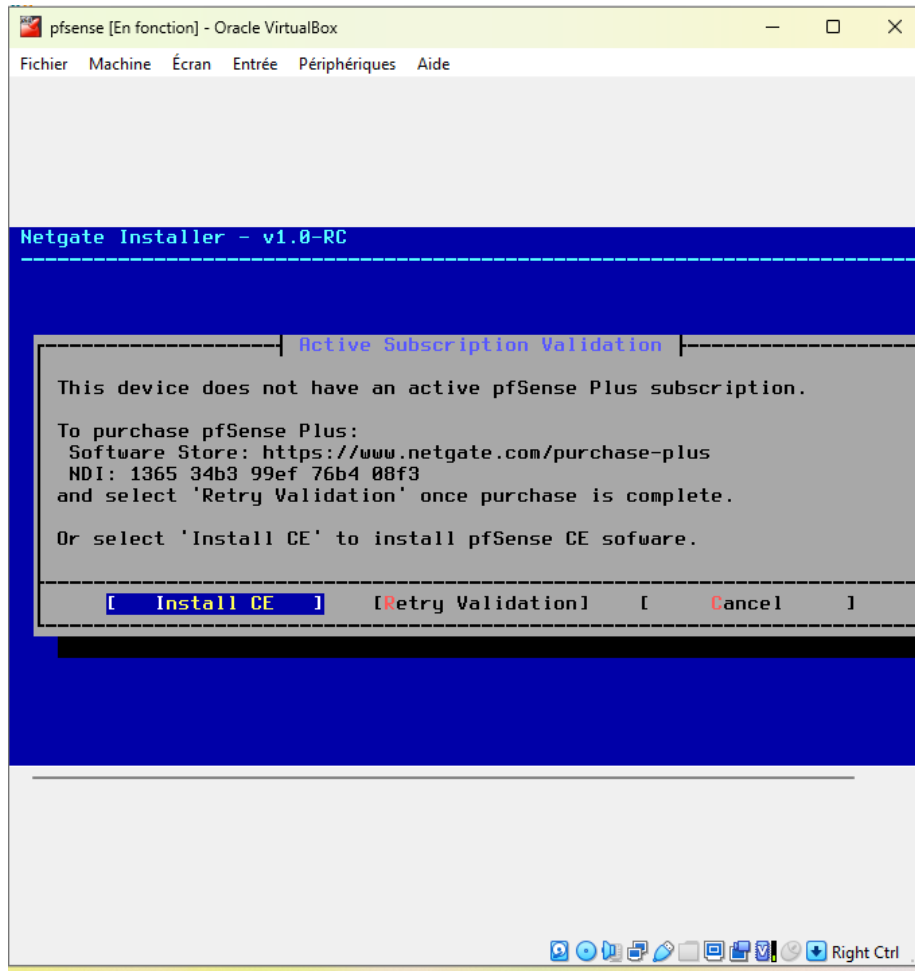 pfsense [En fonction] - Oracle VirtualBox
Fichier Machine Écran Entrée Périphériques Aide
Netgate Installer - v1.0-RC
Active Subscription Validation
This device does not have an active pfSense Plus subscription.
To purchase pfSense Plus:
Software Store: https://www.netgate.com/purchase-plus
NDI: 1365 34b3 99ef 76b4 08f3
and select 'Retry Validation' once purchase is complete.
Or select 'Install CE' to install pfSense CE sofware.
[ Install CE ] [Retry Validation] [ Cancel ]
Right Ctrl